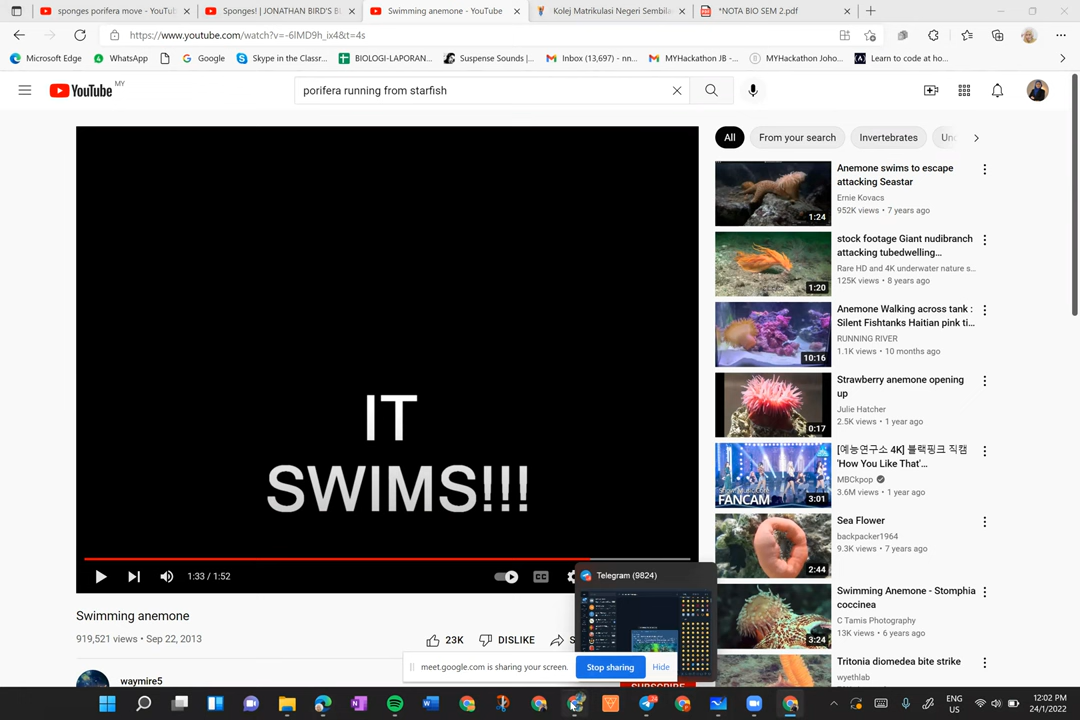 sponges porifera move - YouTub
Sponges! | JONATHAN BIRD'S B
Swimming anemone - YouTube
Kolej Matrikulasi Negeri Sembila
*NOTA BIO SEM 2.pdf
https://www.youtube.com/watch?v=-6IMD9h_ix4&t=4s
Microsoft Edge
WhatsApp
Google
Skype in the Classr...
BIOLOGI-LAPORAN...
Suspense Sounds |...
Inbox (13,697) - nn...
MYHackathon JB -...
MYHackathon Joho...
Learn to code at ho...
YouTube MY
porifera running from starfish
All
From your search
Invertebrates
IT
SWIMS!!!
1:33 / 1:52
CC
Swimming anemone
919,521 views • Sep 22, 2013
23K
DISLIKE
S
waymire5
SUBSCRIBE
Anemone swims to escape
attacking Seastar
Ernie Kovacs
952K views • 7 years ago
1:24
stock footage Giant nudibranch
attacking tubedwelling...
Rare HD and 4K underwater nature s...
125K views • 8 years ago
1:20
Anemone Walking across tank :
Silent Fishtanks Haitian pink ti...
RUNNING RIVER
1.1K views • 10 months ago
10:16
Strawberry anemone opening
up
Julie Hatcher
2.5K views • 1 year ago
0:17
[예능연구소 4K] 블랙핑크 직캠
'How You Like That'...
MBCkpop
3.6M views • 1 year ago
FANCAM
3:01
Sea Flower
backpacker1964
9.3K views • 7 years ago
2:44
Swimming Anemone - Stomphia
coccinea
C Tamis Photography
13K views • 6 years ago
3:24
Tritonia diomedea bite strike
wyethlab
Telegram (9824)
meet.google.com is sharing your screen.
Stop sharing
Hide
ENG
US
12:02 PM
24/1/2022